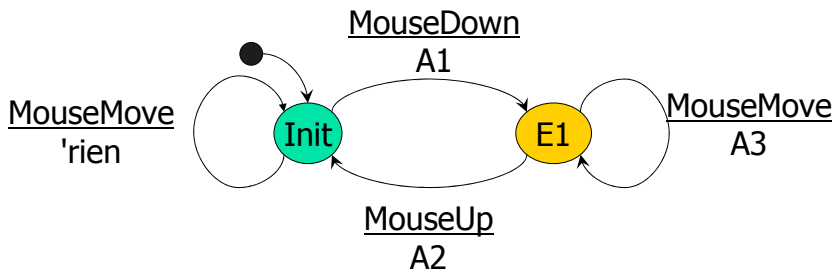 MouseDown
A1
MouseMove
'rien
Init
E1
MouseMove
A3
MouseUp
A2